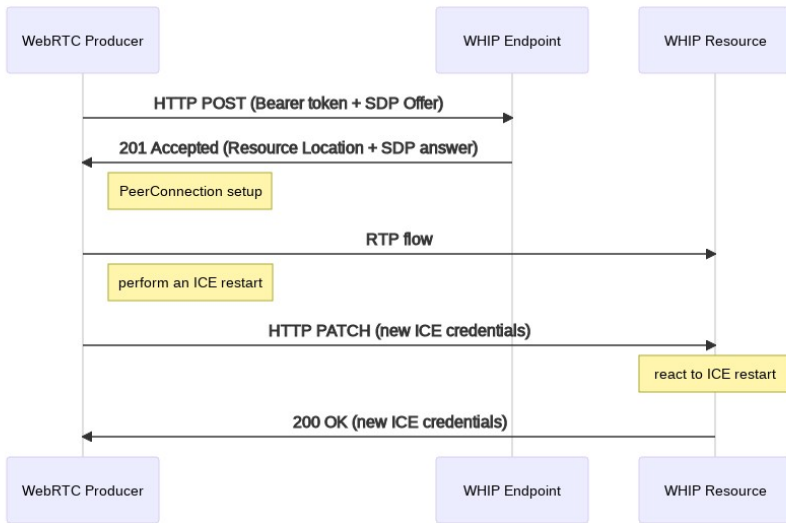 WebRTC Producer
WHIP Endpoint
WHIP Resource
HTTP POST (Bearer token + SDP Offer)
201 Accepted (Resource Location + SDP answer)
PeerConnection setup
RTP flow
perform an ICE restart
HTTP PATCH (new ICE credentials)
react to ICE restart
200 OK (new ICE credentials)
WebRTC Producer
WHIP Endpoint
WHIP Resource